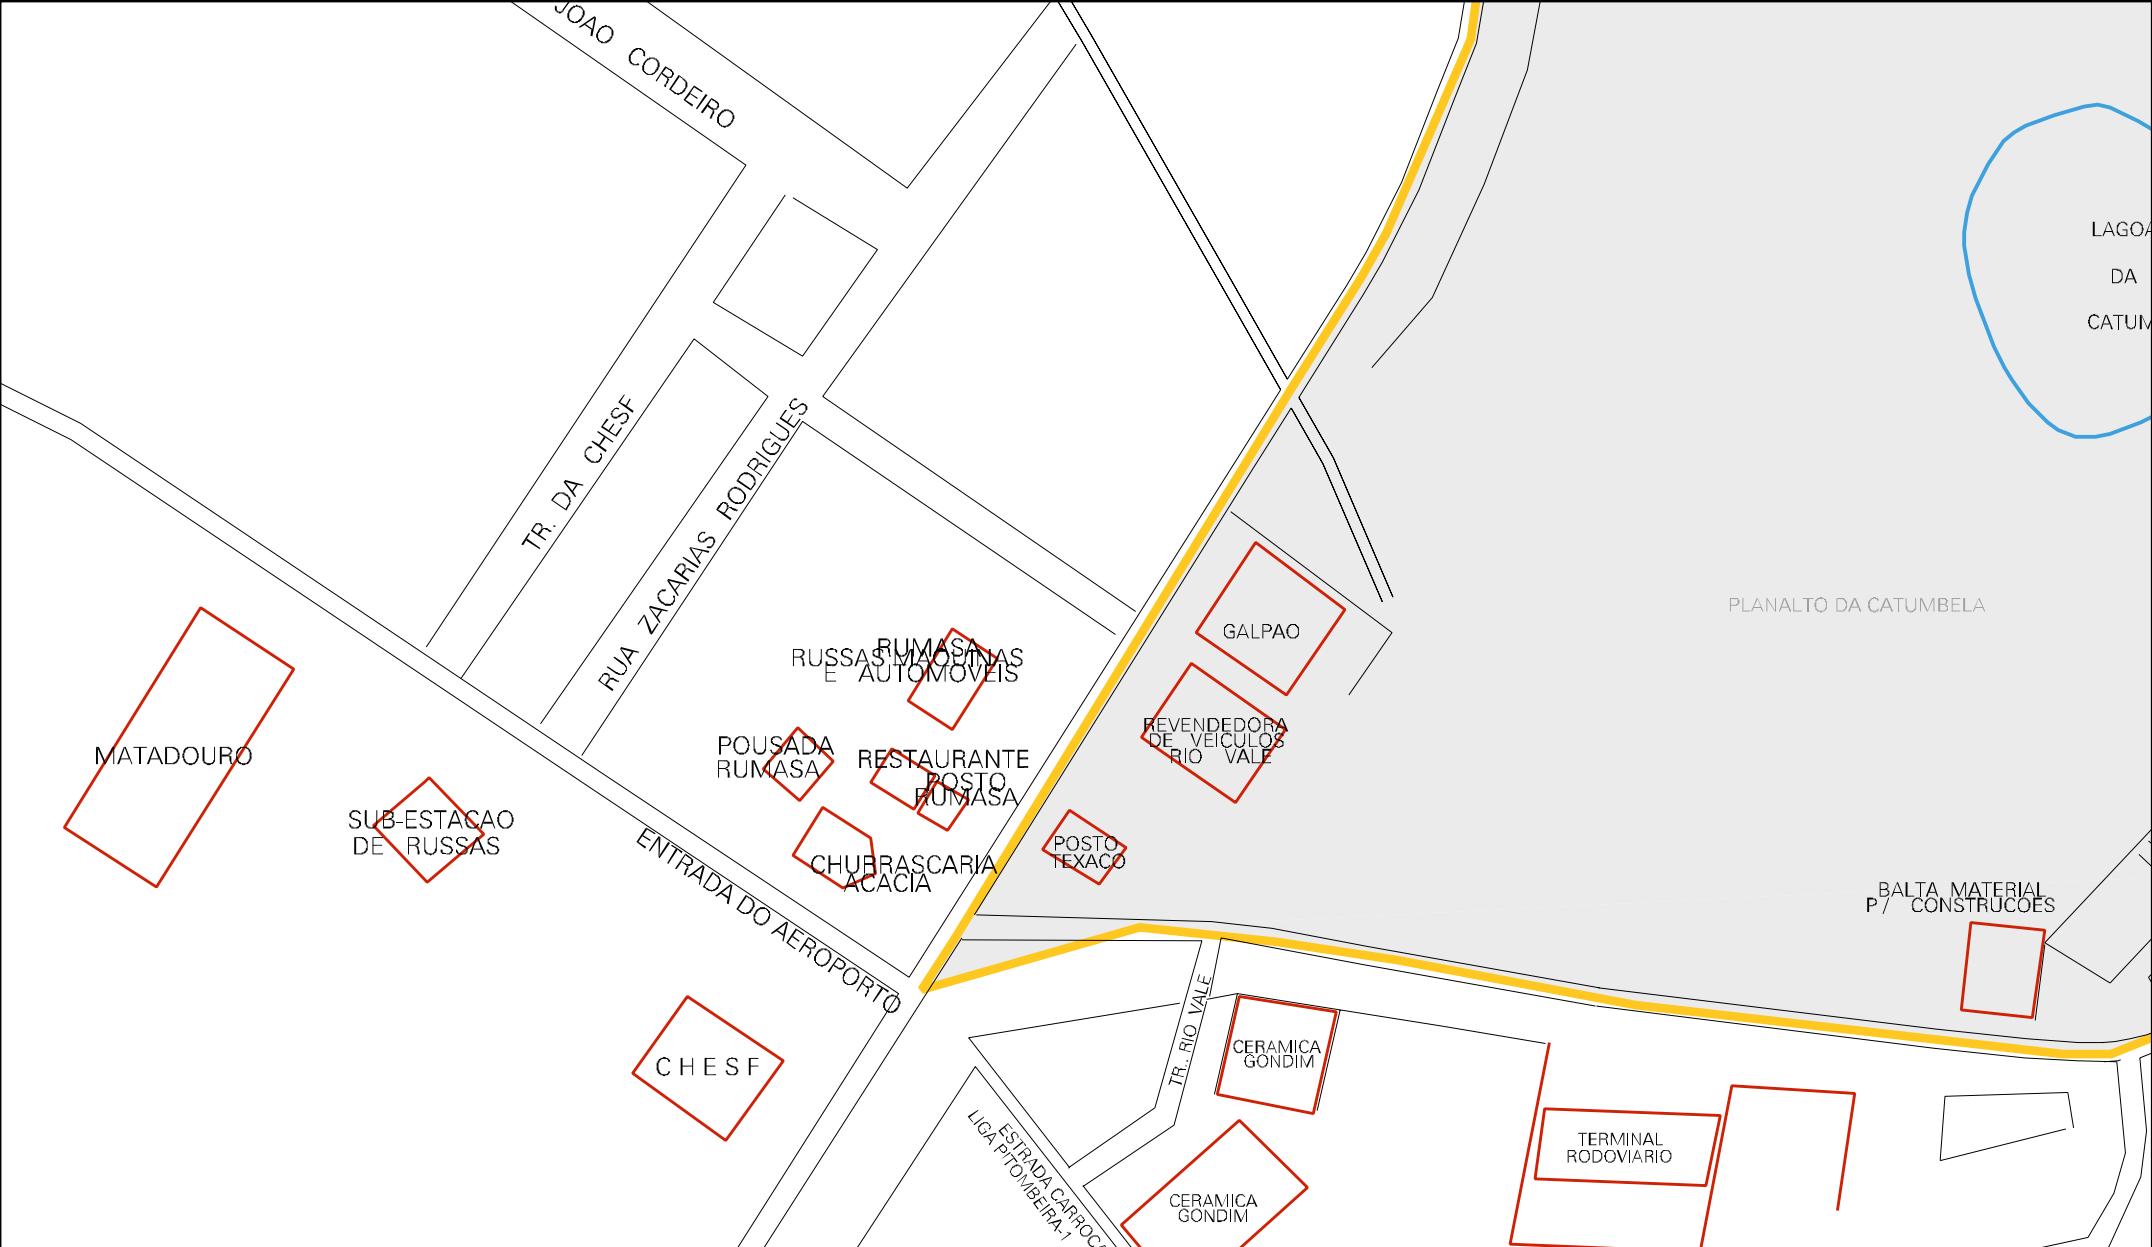 JOAO CORDEIRO
LAGOA
DA
CATUM
TR. DA CHESF
RUA ZACARIAS RODRIGUES
PLANALTO DA CATUMBELA
GALPAO
RUMASA
RUSSAS MAQUINAS
E AUTOMOVEIS
REVENDEDORA
DE VEICULOS
RIO VALE
MATADOURO
POUSADA
RUMASA
RESTAURANTE
POSTO
RUMASA
SUB-ESTACAO
DE RUSSAS
CHURRASCARIA
ACACIA
POSTO
TEXACO
ENTRADA DO AEROPORTO
BALTA MATERIAL
P/ CONSTRUCOES
TR. RIO VALE
CHESF
CERAMICA
GONDIM
ESTRADA CARROCA
LIGA PITOMBEIRA-1
TERMINAL
RODOVIARIO
CERAMICA
GONDIM